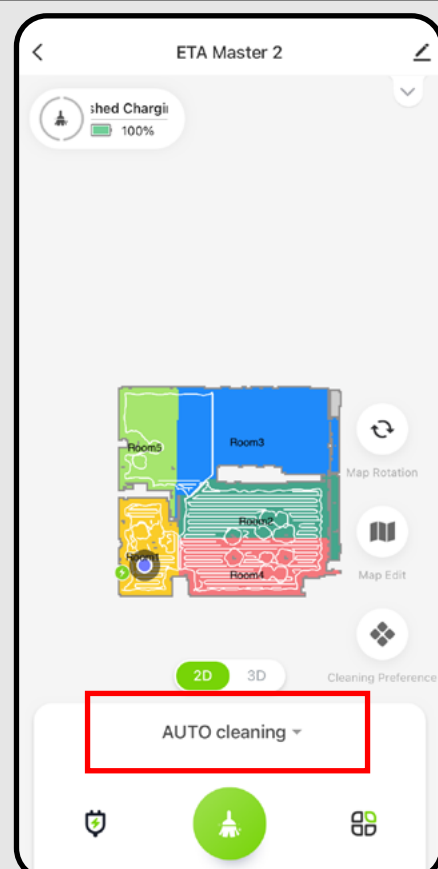 ETA Master 2
shed Chargi
100%
Room5
Room3
Map Rotation
Room2
Room1
Room4
Map Edit
2D
3D
Cleaning Preference
AUTO cleaning